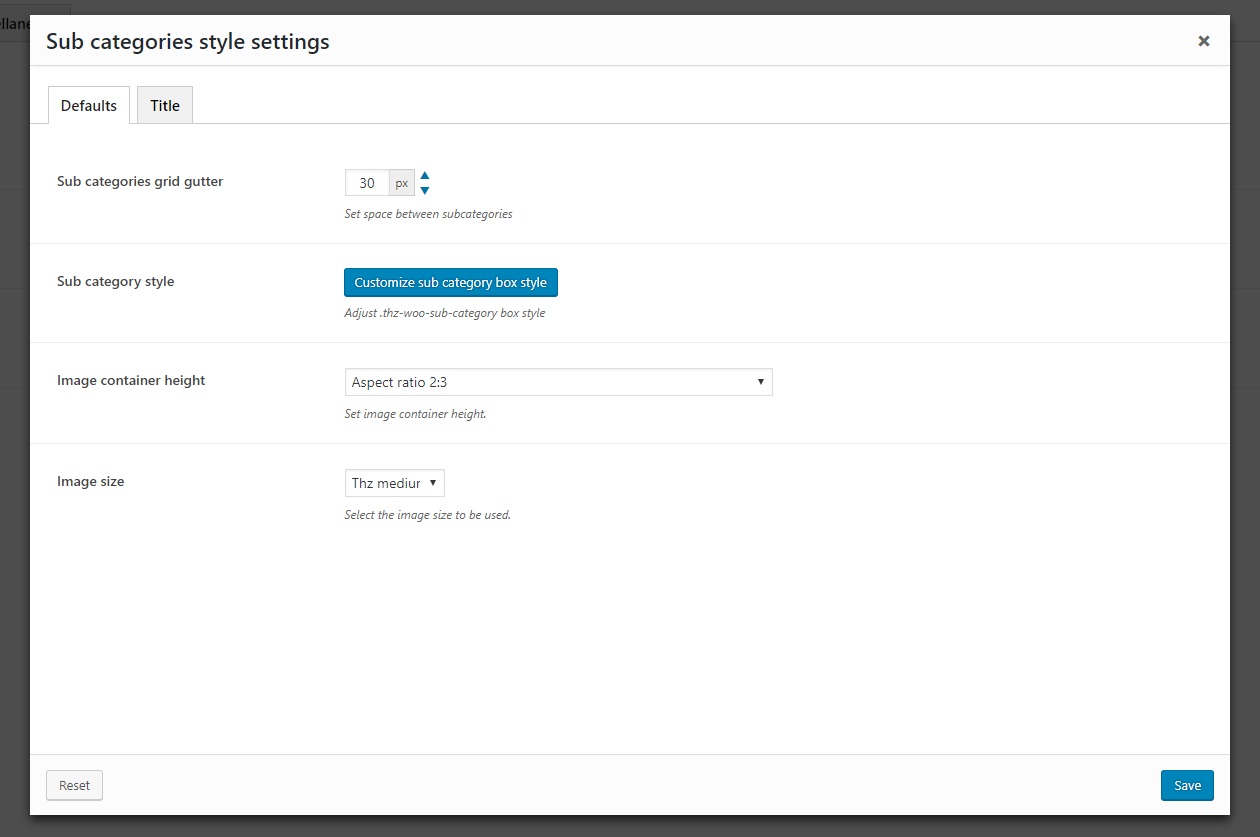 Sub categories style settings
Defaults
Title
Sub categories grid gutter
30 px
Set space between subcategories
Sub category style
Customize sub category box style
Adjust .thz-woo-sub-category box style
Image container height
Aspect ratio 2:3
Set image container height.
Image size
Thz
Select the image size to be used.
Reset
Save